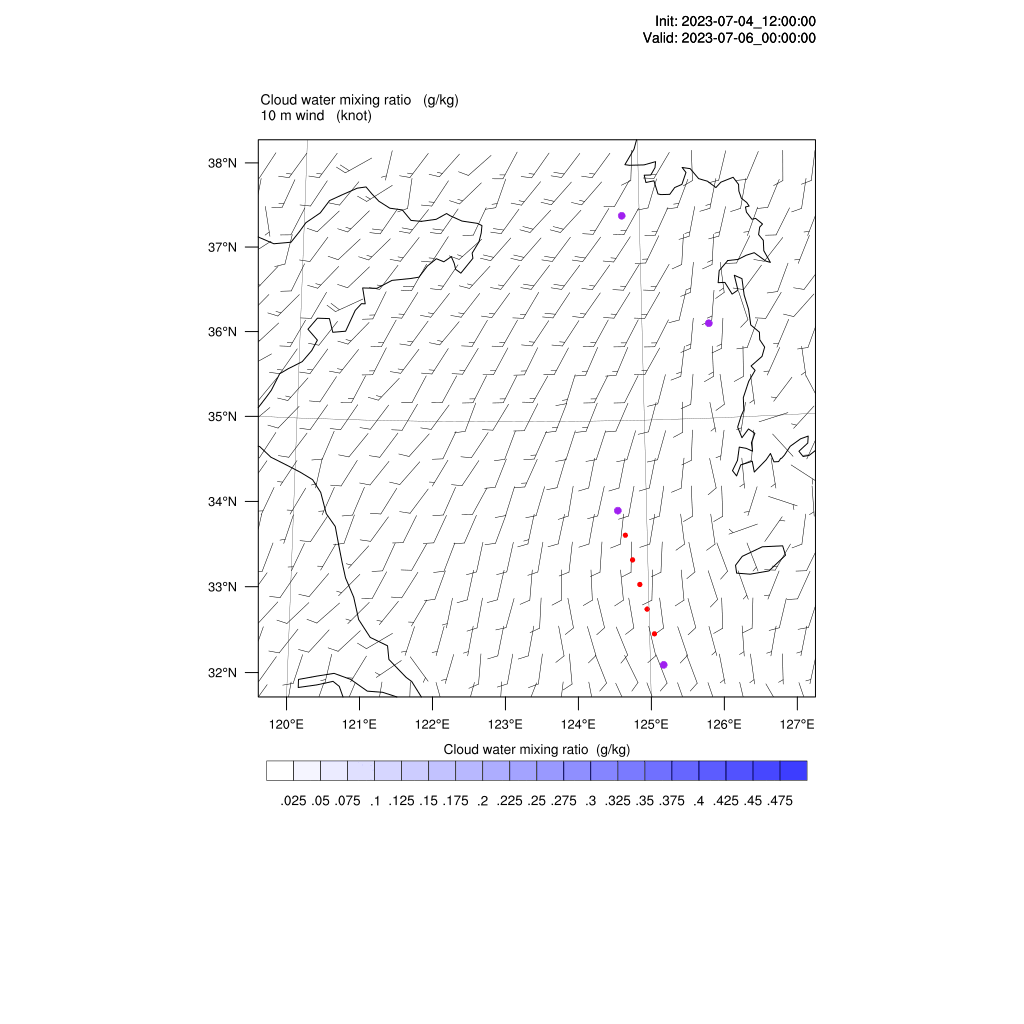 Init: 2023-07-04_12:00:00
Valid: 2023-07-06_00:00:00
Cloud water mixing ratio (g/kg)
10 m wind (knot)
38°N
37°N
36°N
35°N
34°N
33°N
32°N
120°E 121°E 122°E 123°E 124°E 125°E 126°E 127°E
Cloud water mixing ratio (g/kg)
.025 .05 .075 .1 .125 .15 .175 .2 .225 .25 .275 .3 .325 .35 .375 .4 .425 .45 .475